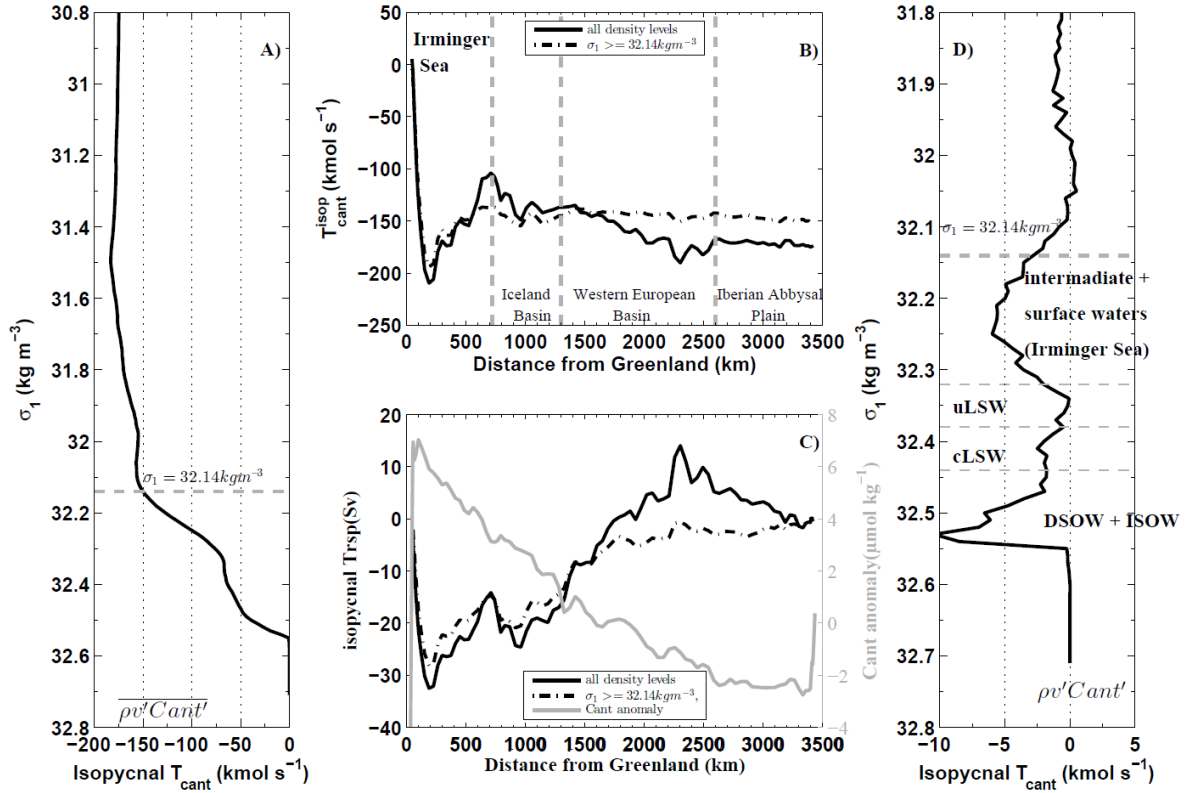 A)
30.8
31
31.2
31.4
31.6
31.8
32
32.2
32.4
32.6
32.8
σ₁ (kg m⁻³)
σ₁ = 32.14kgm⁻³
ρv′Cant′
−200 −150 −100 −50 0
Isopycnal T_cant (kmol s⁻¹)
B)
all density levels
σ₁ >= 32.14kgm⁻³
Irminger
Sea
50
0
−50
−100
−150
−200
−250
T_cant^isop (kmol s⁻¹)
Iceland
Basin
Western European
Basin
Iberian Abbysal
Plain
0 500 1000 1500 2000 2500 3000 3500
Distance from Greenland (km)
C)
20
10
0
−10
−20
−30
−40
isopycnal Trsp(Sv)
8
6
4
2
0
−2
−4
Cant anomaly(μmol kg⁻¹)
all density levels
σ₁ >= 32.14kgm⁻³,
Cant anomaly
0 500 1000 1500 2000 2500 3000 3500
Distance from Greenland (km)
D)
31.8
31.9
32
32.1
32.2
32.3
32.4
32.5
32.6
32.7
32.8
σ₁ (kg m⁻³)
σ₁ = 32.14kgm⁻³
intermadiate +
surface waters
(Irminger Sea)
uLSW
cLSW
DSOW + ISOW
ρv′Cant′
−10 −5 0 5
Isopycnal T_cant (kmol s⁻¹)